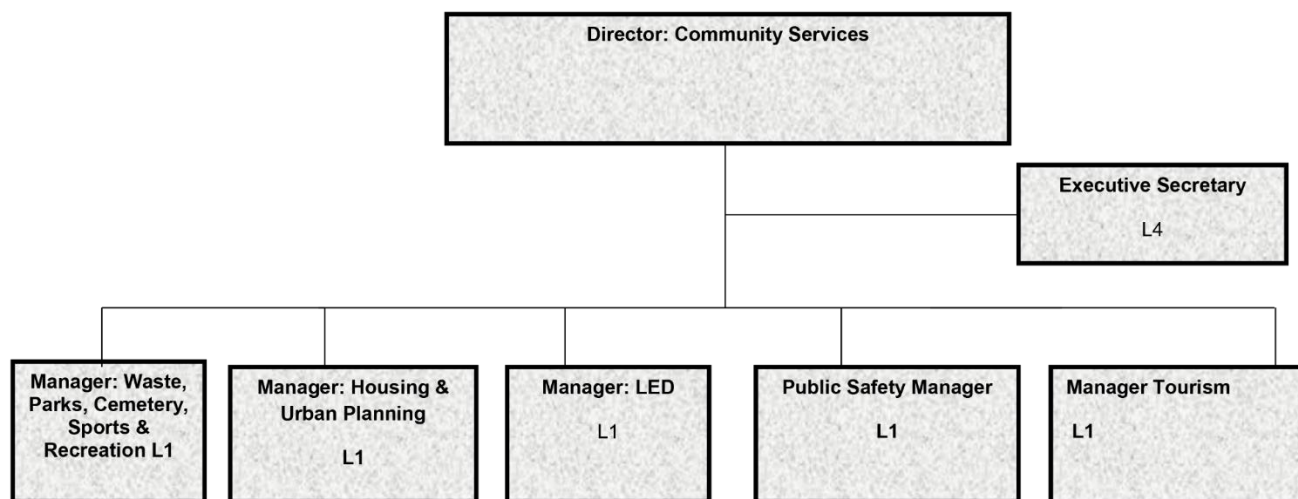 Director: Community Services
Executive Secretary
L4
Manager: Waste,
Parks, Cemetery,
Sports &
Recreation L1
Manager: Housing &
Urban Planning
L1
Manager: LED
L1
Public Safety Manager
L1
Manager Tourism
L1